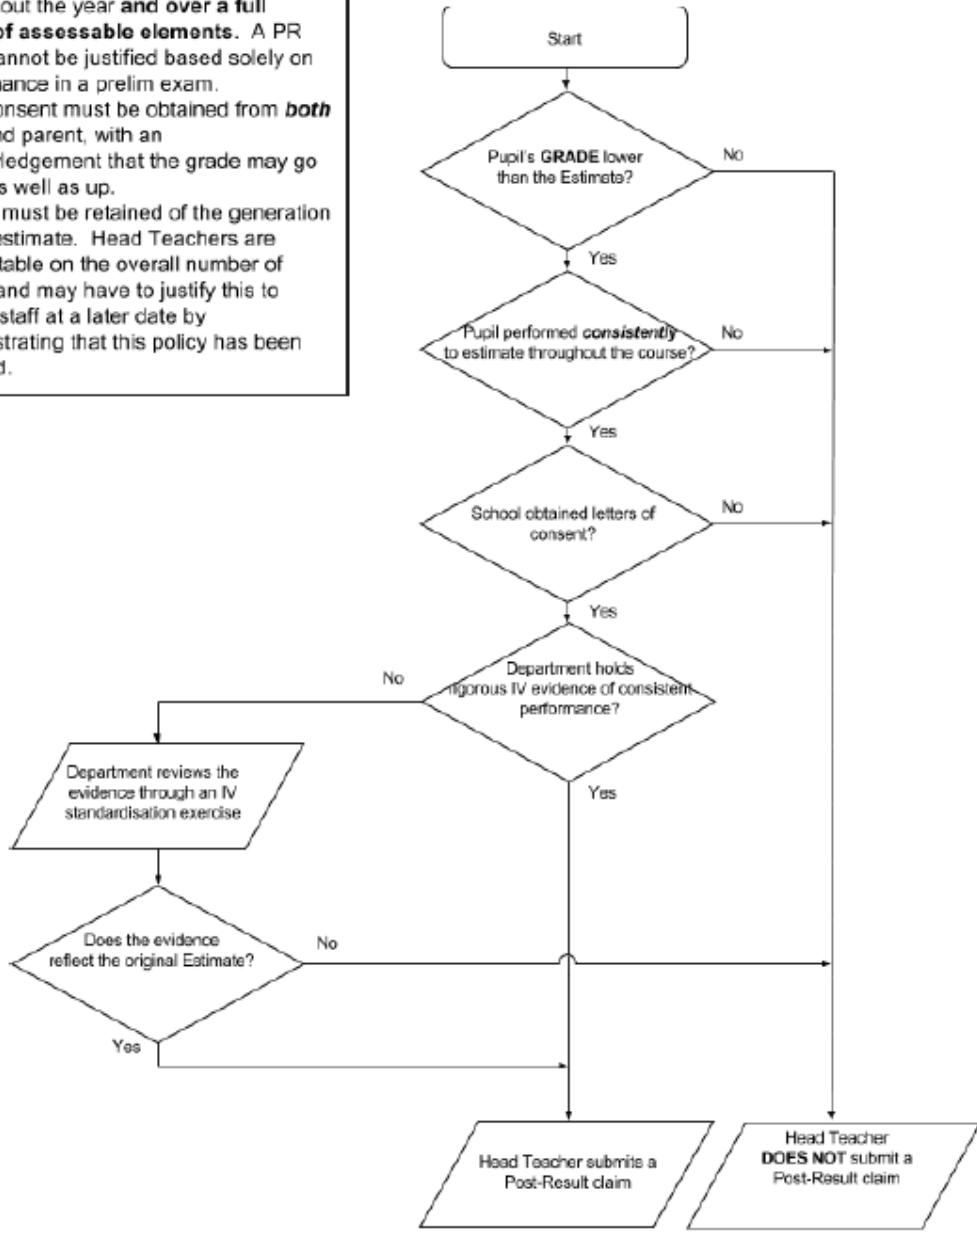 out the year and over a full
of assessable elements. A PR
annot be justified based solely on
nance in a prelim exam.
onsent must be obtained from both
nd parent, with an
ledgement that the grade may go
s well as up.
must be retained of the generation
estimate. Head Teachers are
table on the overall number of
and may have to justify this to
staff at a later date by
strating that this policy has been
d.
Start
Pupil's GRADE lower
than the Estimate?
No
Yes
Pupil performed consistently
to estimate throughout the course?
No
Yes
School obtained letters of
consent?
No
Yes
Department holds
rigorous IV evidence of consistent
performance?
No
Yes
Department reviews the
evidence through an IV
standardisation exercise
Does the evidence
reflect the original Estimate?
No
Yes
Head Teacher submits a
Post-Result claim
Head Teacher
DOES NOT submit a
Post-Result claim